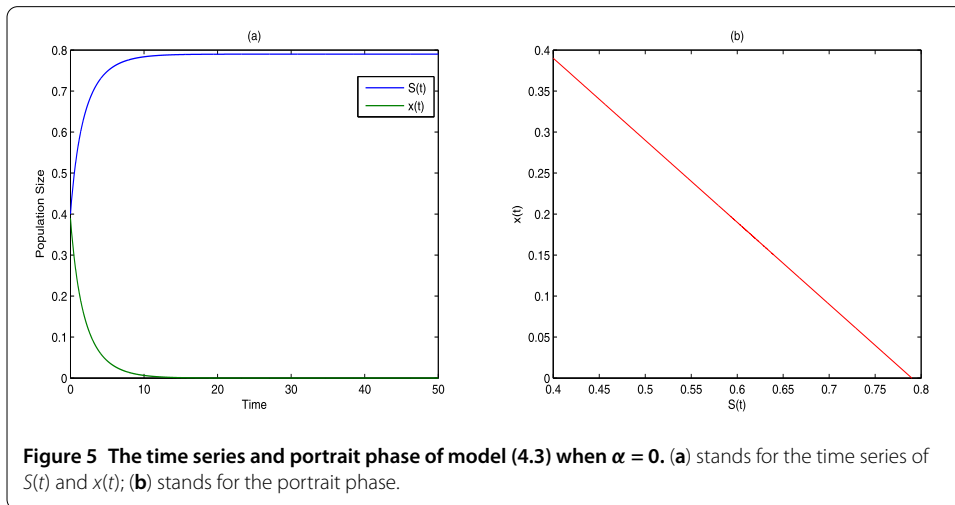 (a)
0.8
0.7
0.6
0.5
0.4
0.3
0.2
0.1
0
Population Size
S(t)
x(t)
0 10 20 30 40 50
Time
(b)
0.4
0.35
0.3
0.25
0.2
0.15
0.1
0.05
0
x(t)
0.4 0.45 0.5 0.55 0.6 0.65 0.7 0.75 0.8
S(t)
Figure 5 The time series and portrait phase of model (4.3) when α = 0. (a) stands for the time series of
S(t) and x(t); (b) stands for the portrait phase.